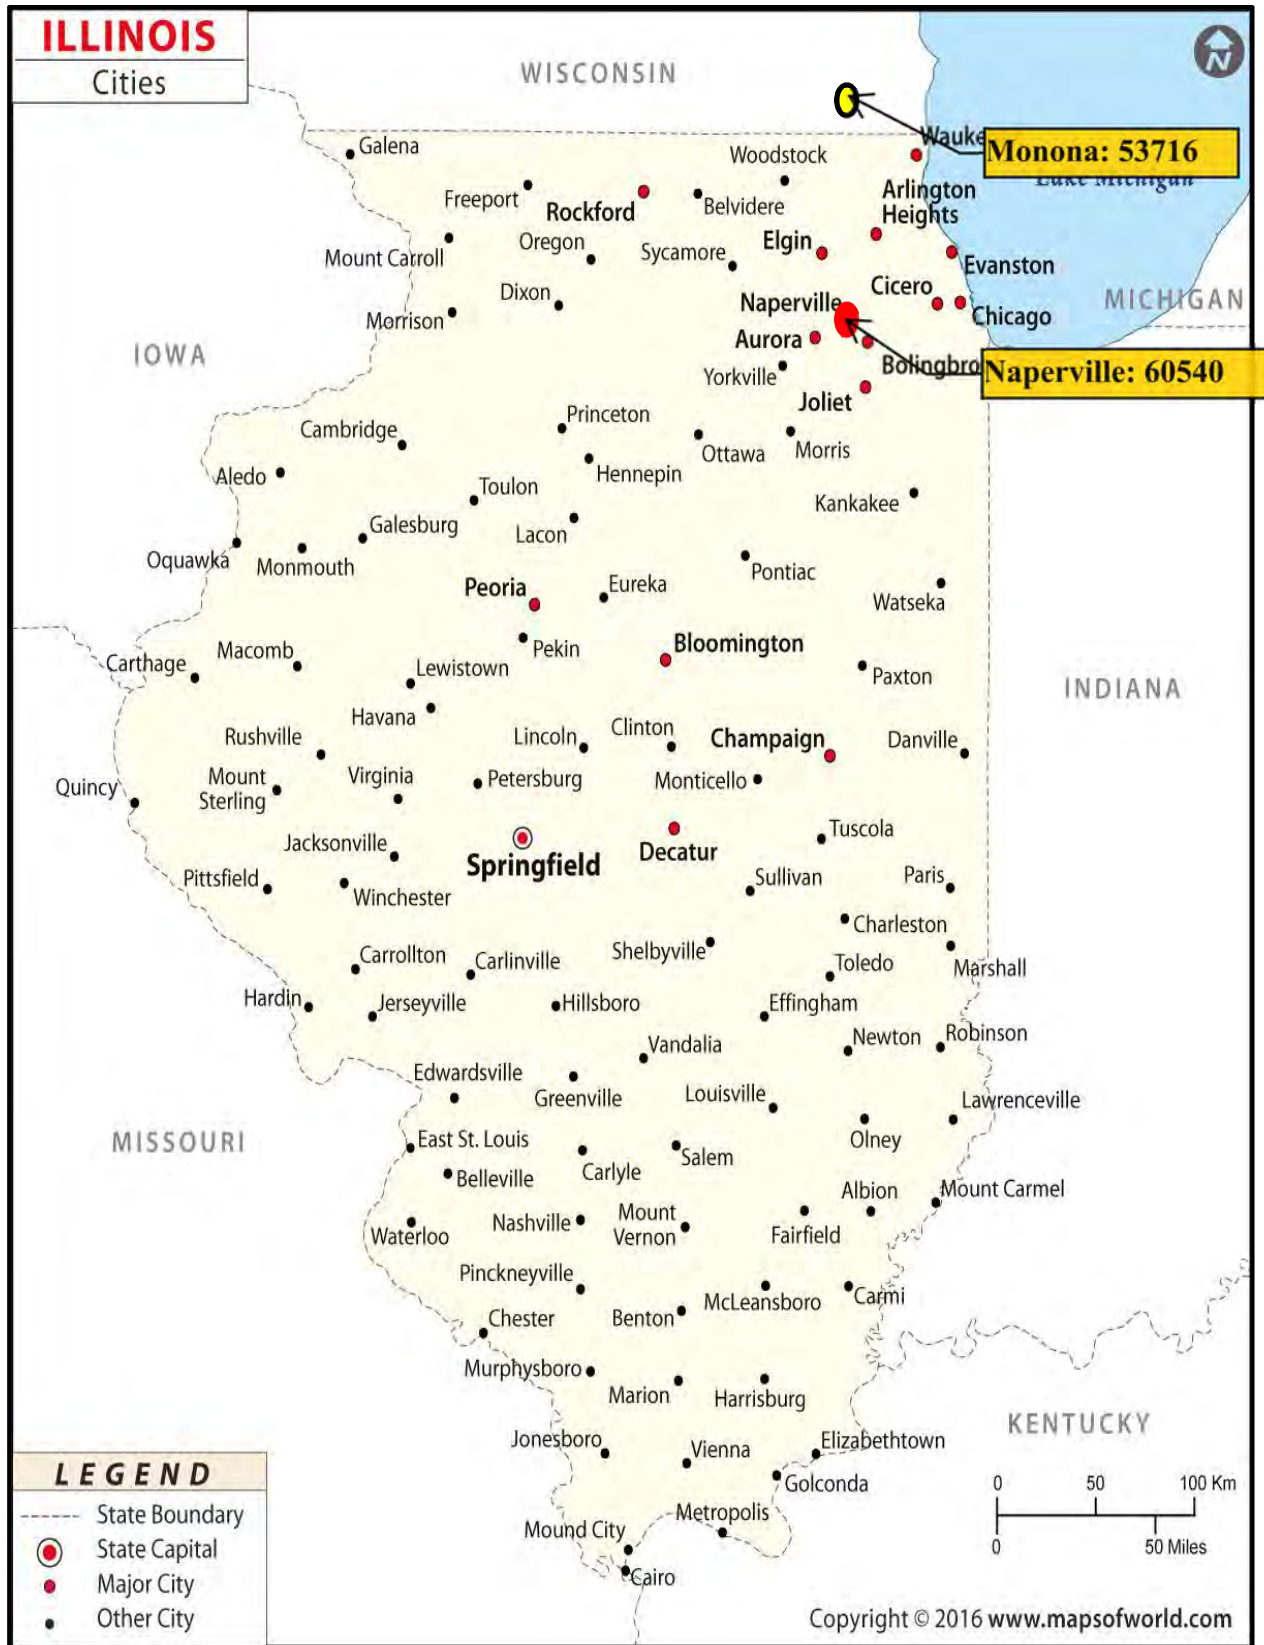 ILLINOIS
Cities
WISCONSIN
N
Galena
Woodstock
Wauke
Monona: 53716
Lake Michigan
Freeport
Rockford
Belvidere
Arlington
Heights
Mount Carroll
Oregon
Sycamore
Elgin
Evanston
Dixon
Naperville
Cicero
Chicago
MICHIGAN
Morrison
Aurora
IOWA
Yorkville
Bolingbro
Naperville: 60540
Joliet
Princeton
Cambridge
Ottawa
Morris
Aledo
Hennepin
Toulon
Kankakee
Galesburg
Lacon
Oquawka
Monmouth
Pontiac
Peoria
Eureka
Watseka
Pekin
Bloomington
Macomb
Carthage
Lewistown
Paxton
INDIANA
Havana
Rushville
Lincoln
Clinton
Champaign
Danville
Mount
Sterling
Virginia
Petersburg
Monticello
Quincy
Jacksonville
Springfield
Decatur
Tuscola
Pittsfield
Winchester
Sullivan
Paris
Charleston
Carrollton
Carlinville
Shelbyville
Toledo
Marshall
Hardin
Jerseyville
Hillsboro
Effingham
Vandalia
Newton
Robinson
Edwardsville
Greenville
Louisville
Lawrenceville
MISSOURI
East St. Louis
Olney
Belleville
Carlyle
Salem
Albion
Mount Carmel
Waterloo
Nashville
Mount
Vernon
Fairfield
Pinckneyville
McLeansboro
Carmi
Chester
Benton
Murphysboro
Marion
Harrisburg
KENTUCKY
Jonesboro
Vienna
Elizabethtown
Golconda
LEGEND
State Boundary
State Capital
Major City
Other City
Metropolis
Mound City
Cairo
0 50 100 Km
0 50 Miles
Copyright © 2016 www.mapsofworld.com